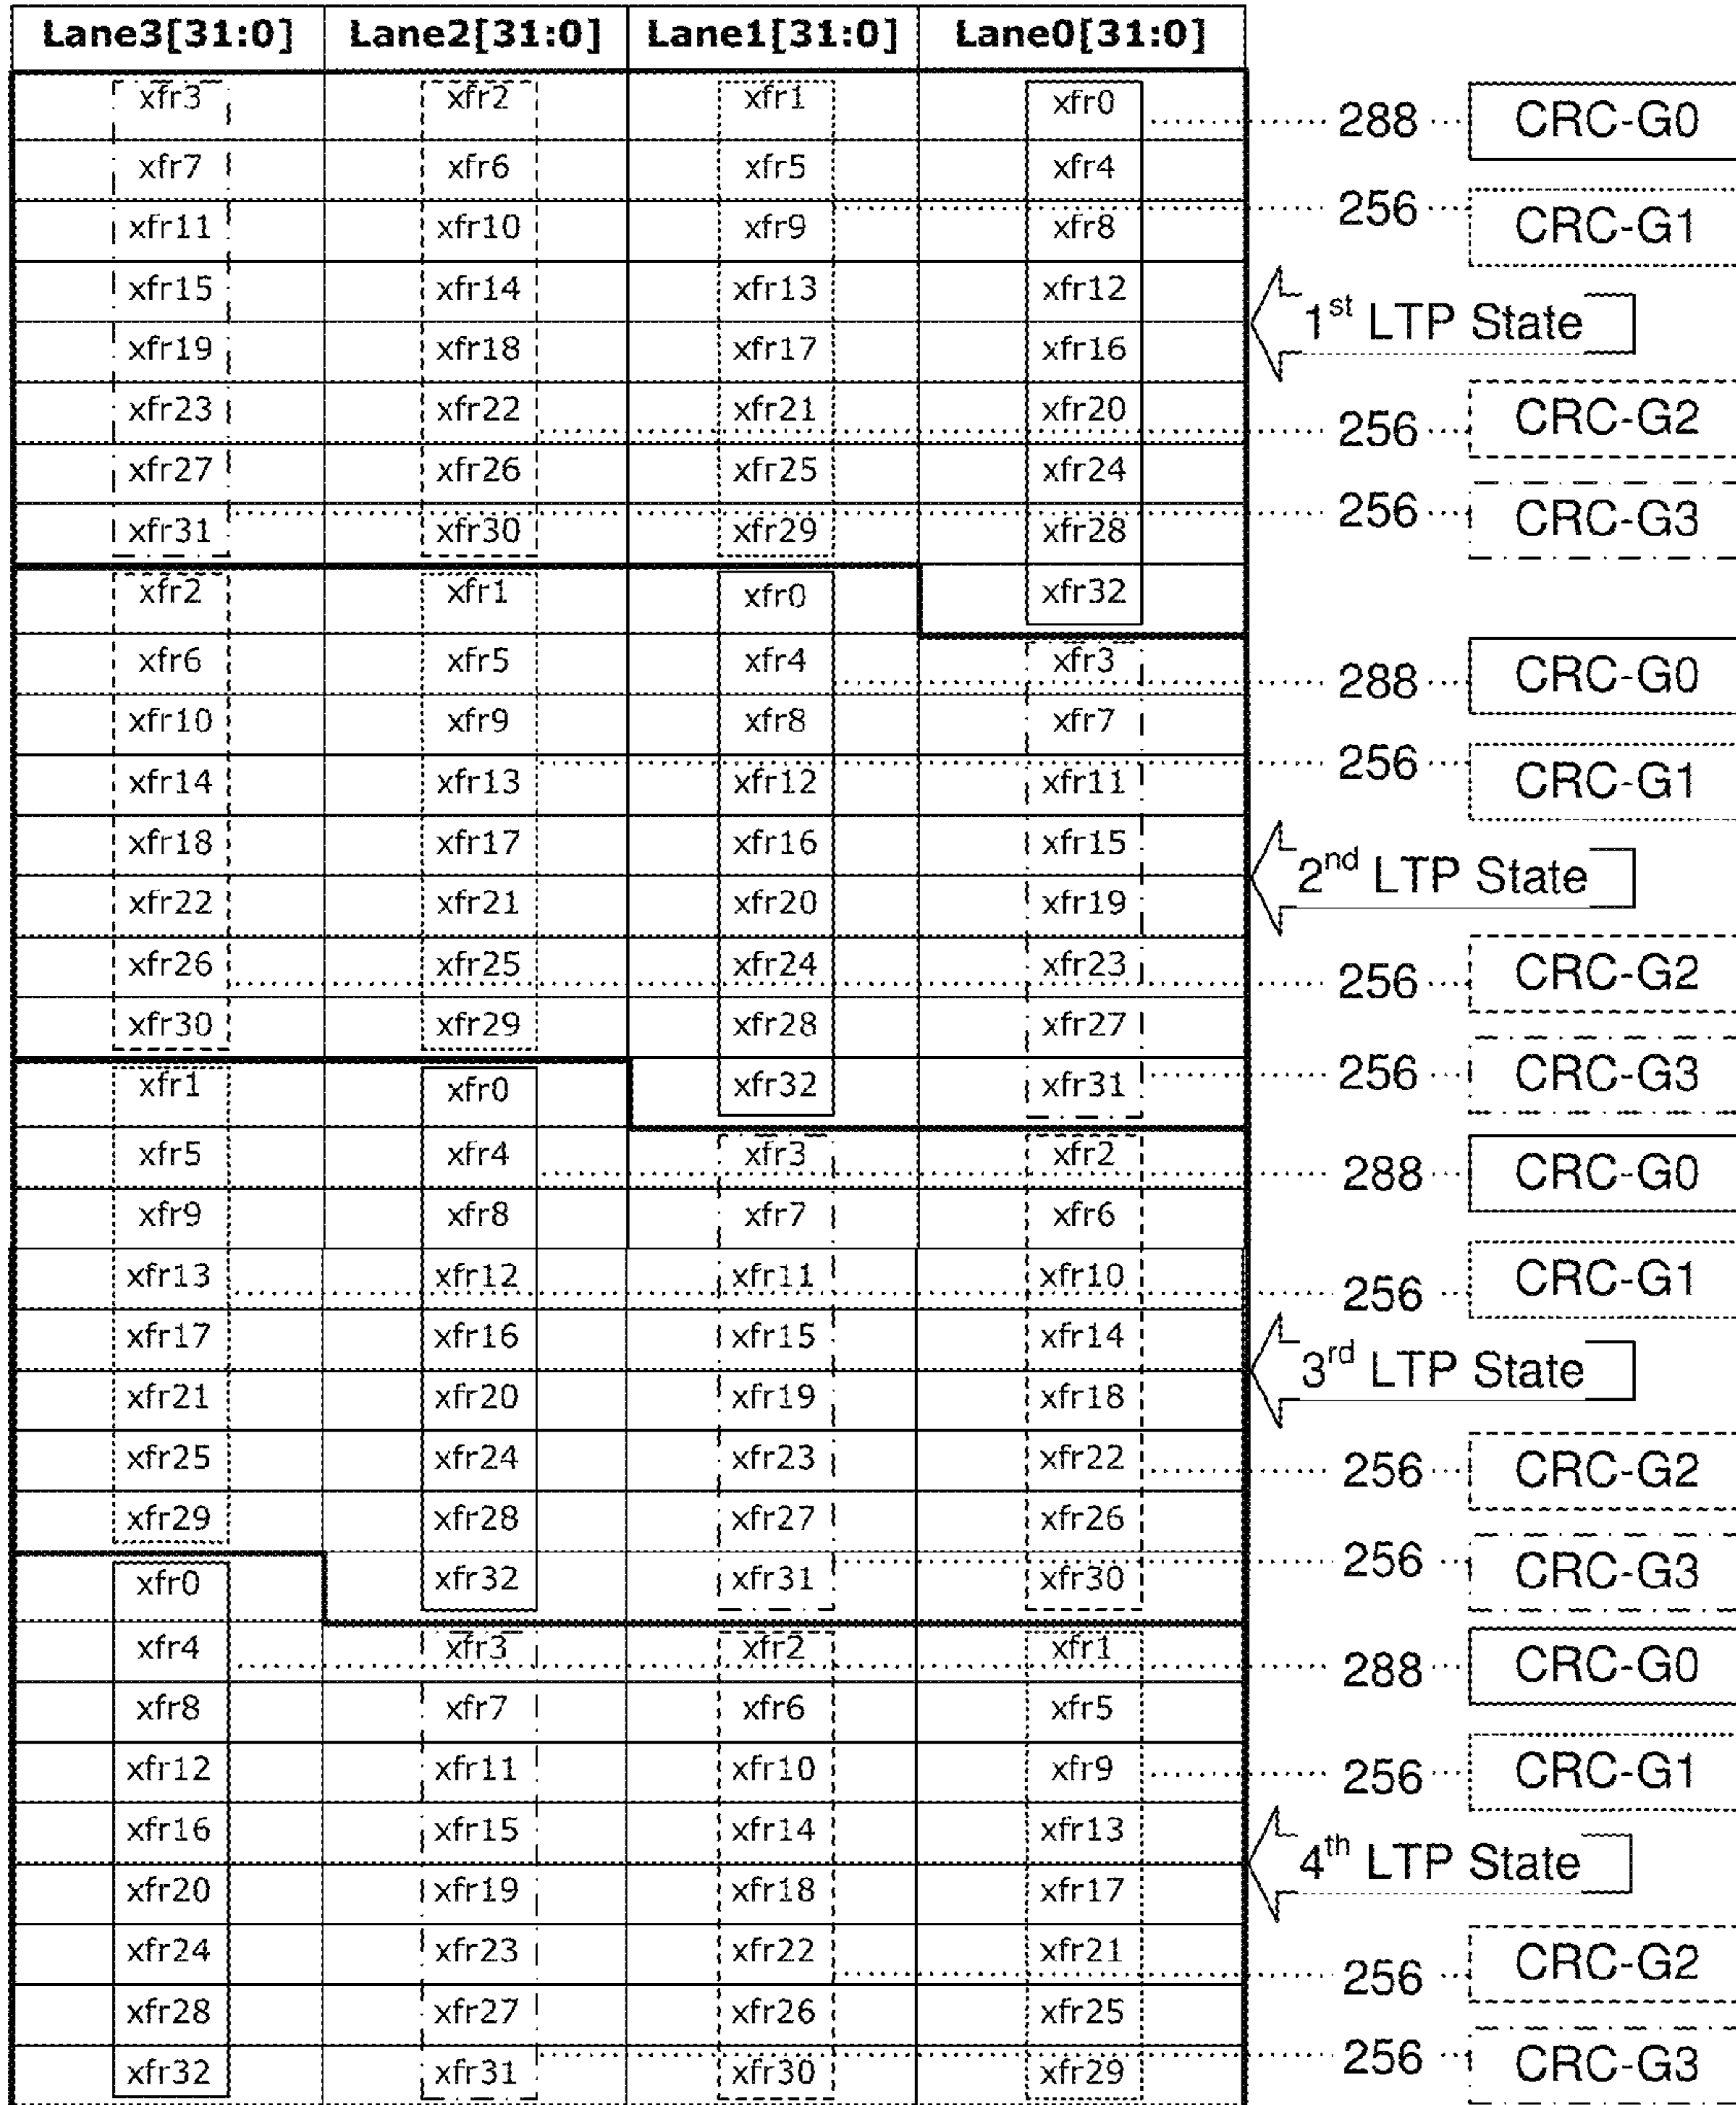 Lane3[31:0] Lane2[31:0] Lane1[31:0] Lane0[31:0]
xfr3 xfr2 xfr1 xfr0 288 CRC-G0
xfr7 xfr6 xfr5 xfr4
xfr11 xfr10 xfr9 xfr8 256 CRC-G1
xfr15 xfr14 xfr13 xfr12
1st LTP State
xfr19 xfr18 xfr17 xfr16
xfr23 xfr22 xfr21 xfr20 256 CRC-G2
xfr27 xfr26 xfr25 xfr24
xfr31 xfr30 xfr29 xfr28 256 CRC-G3
xfr2 xfr1 xfr0 xfr32
xfr6 xfr5 xfr4 xfr3 288 CRC-G0
xfr10 xfr9 xfr8 xfr7
xfr14 xfr13 xfr12 xfr11 256 CRC-G1
xfr18 xfr17 xfr16 xfr15
2nd LTP State
xfr22 xfr21 xfr20 xfr19
xfr26 xfr25 xfr24 xfr23 256 CRC-G2
xfr30 xfr29 xfr28 xfr27
xfr1 xfr0 xfr32 xfr31 256 CRC-G3
xfr5 xfr4 xfr3 xfr2 288 CRC-G0
xfr9 xfr8 xfr7 xfr6
xfr13 xfr12 xfr11 xfr10 256 CRC-G1
xfr17 xfr16 xfr15 xfr14
3rd LTP State
xfr21 xfr20 xfr19 xfr18
xfr25 xfr24 xfr23 xfr22 256 CRC-G2
xfr29 xfr28 xfr27 xfr26
xfr0 xfr32 xfr31 xfr30 256 CRC-G3
xfr4 xfr3 xfr2 xfr1 288 CRC-G0
xfr8 xfr7 xfr6 xfr5
xfr12 xfr11 xfr10 xfr9 256 CRC-G1
xfr16 xfr15 xfr14 xfr13
4th LTP State
xfr20 xfr19 xfr18 xfr17
xfr24 xfr23 xfr22 xfr21 256 CRC-G2
xfr28 xfr27 xfr26 xfr25
xfr32 xfr31 xfr30 xfr29 256 CRC-G3